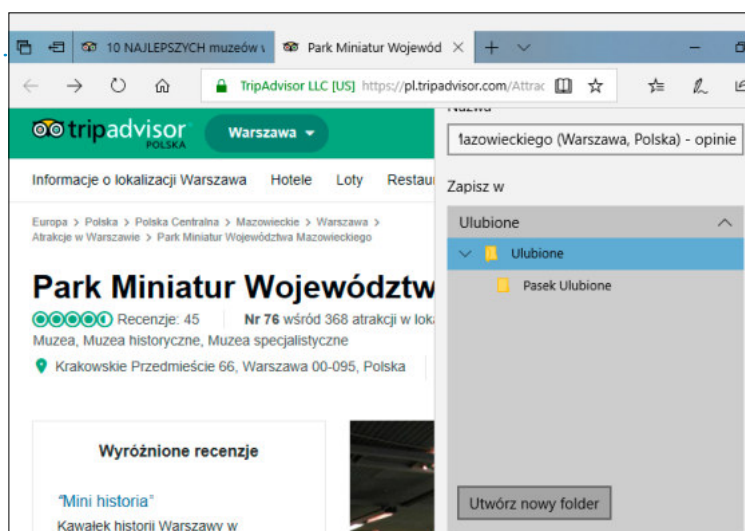 10 NAJLEPSZYCH muzeów w
Park Miniatur Wojewód
TripAdvisor LLC [US] https://pl.tripadvisor.com/Attrac
tripadvisor
POLSKA
Warszawa
Informacje o lokalizacji Warszawa Hotele Loty Restau
Europa > Polska > Polska Centralna > Mazowieckie > Warszawa >
Atrakcje w Warszawie > Park Miniatur Województwa Mazowieckiego
Park Miniatur Województw
Recenzje: 45 Nr 76 wśród 368 atrakcji w loka
Muzea, Muzea historyczne, Muzea specjalistyczne
Krakowskie Przedmieście 66, Warszawa 00-095, Polska
Wyróżnione recenzje
"Mini historia"
Kawałek historii Warszawy w
Nazwa
Mazowieckiego (Warszawa, Polska) - opinie
Zapisz w
Ulubione
Ulubione
Pasek Ulubione
Utwórz nowy folder